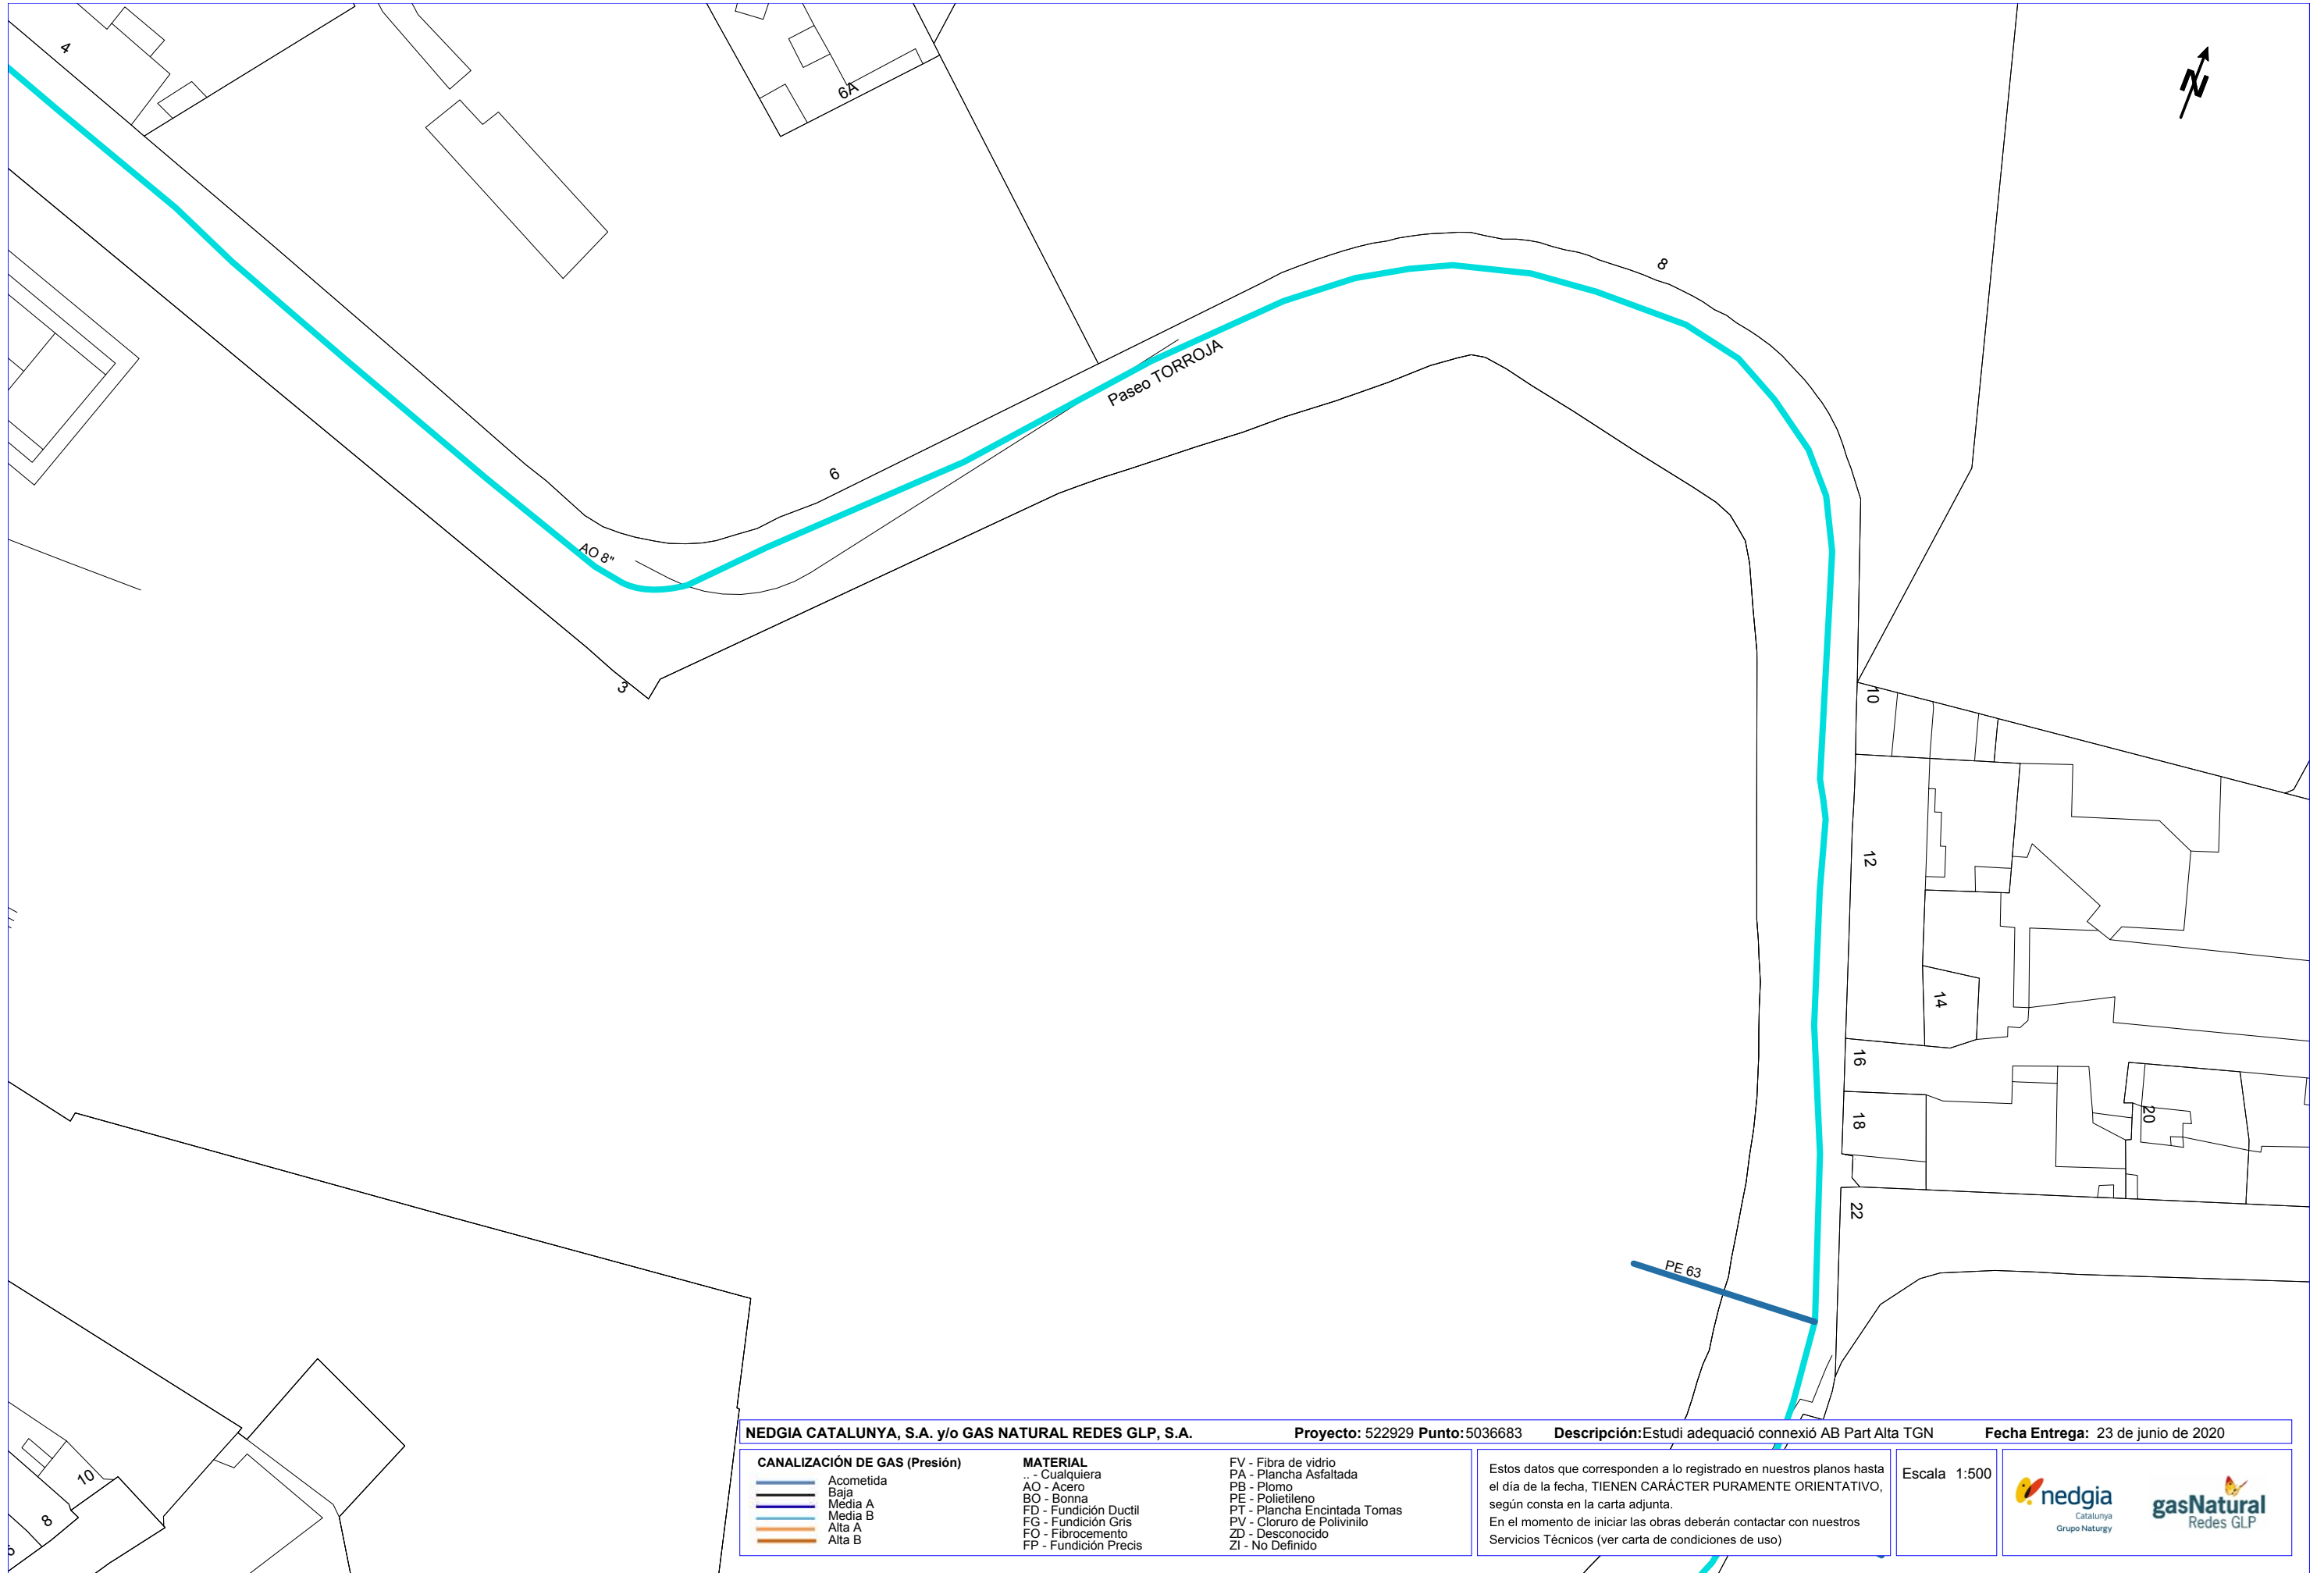 4
6A
N
8
Paseo TORROJA
6
AO 8"
3
10
12
14
16
18
20
22
PE 63
10
8
6
NEDGIA CATALUNYA, S.A. y/o GAS NATURAL REDES GLP, S.A. Proyecto: 522929 Punto:5036683 Descripción:Estudi adequació connexió AB Part Alta TGN Fecha Entrega: 23 de junio de 2020
CANALIZACIÓN DE GAS (Presión)
Acometida
Baja
Media A
Media B
Alta A
Alta B
MATERIAL
.. - Cualquiera
AO - Acero
BO - Bonna
FD - Fundición Ductil
FG - Fundición Gris
FO - Fibrocemento
FP - Fundición Precis
FV - Fibra de vidrio
PA - Plancha Asfaltada
PB - Plomo
PE - Polietileno
PT - Plancha Encintada Tomas
PV - Cloruro de Polivinilo
ZD - Desconocido
ZI - No Definido
Estos datos que corresponden a lo registrado en nuestros planos hasta
el día de la fecha, TIENEN CARÁCTER PURAMENTE ORIENTATIVO,
según consta en la carta adjunta.
En el momento de iniciar las obras deberán contactar con nuestros
Servicios Técnicos (ver carta de condiciones de uso)
Escala 1:500
nedgia
Catalunya
Grupo Naturgy
gasNatural
Redes GLP